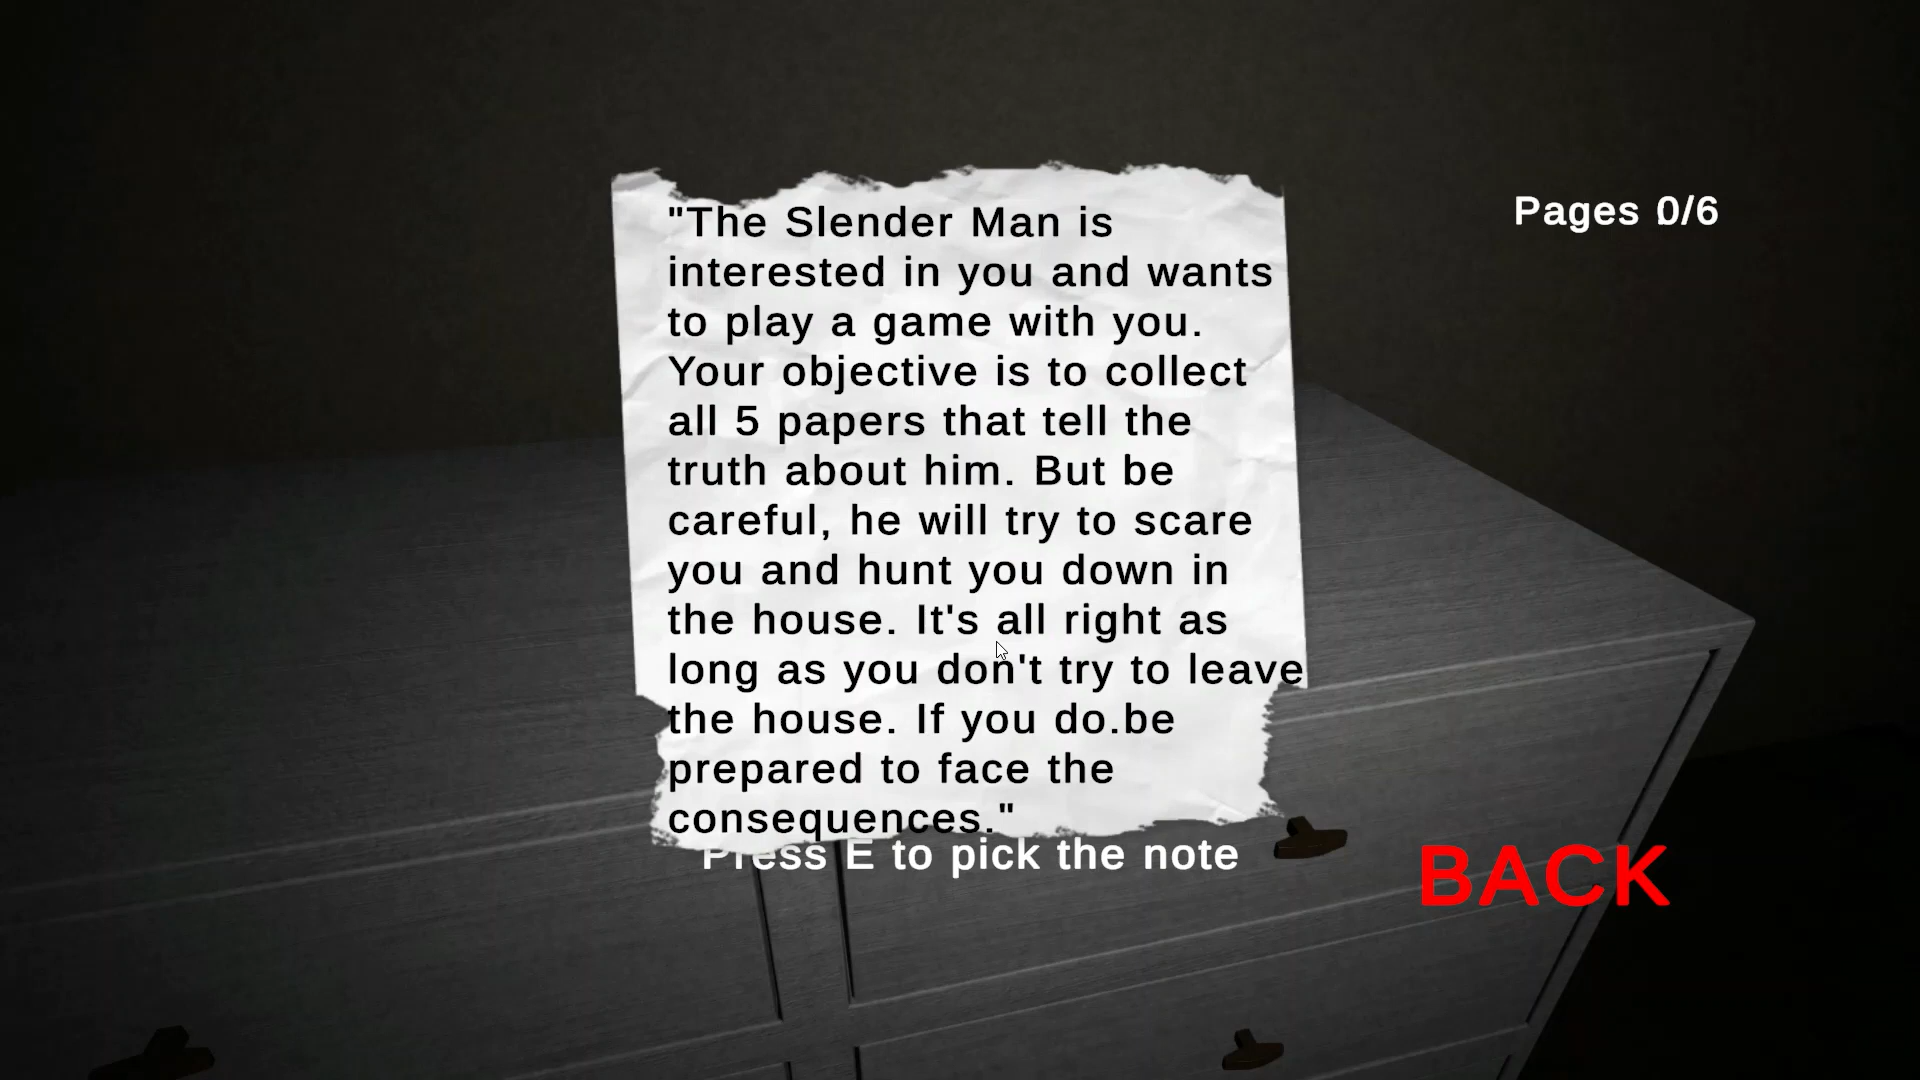 "The Slender Man is
interested in you and wants
to play a game with you.
Your objective is to collect
all 5 papers that tell the
truth about him. But be
careful, he will try to scare
you and hunt you down in
the house. It's all right as
long as you don't try to leave
the house. If you do.be
prepared to face the
consequences."
Pages 0/6
Press E to pick the note
BACK